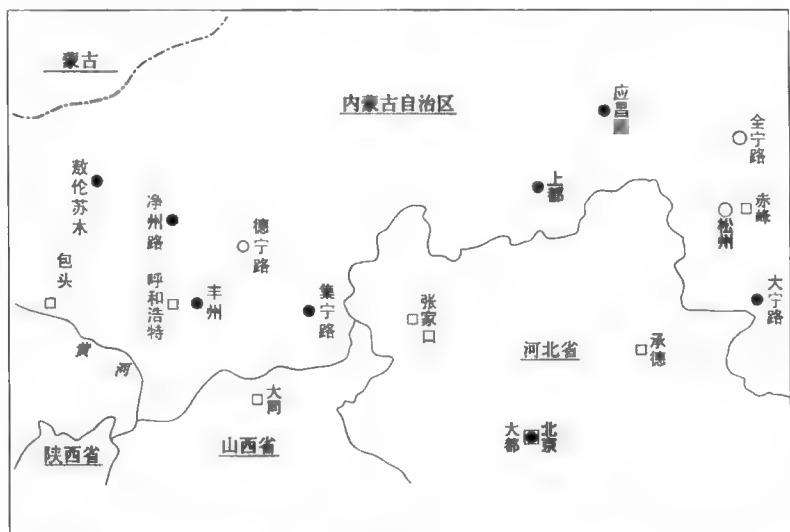 蒙古
内蒙古自治区
应昌
全宁路
敖伦苏木
上都
净州路
赤峰
松州
德宁路
包头
呼和浩特
丰州
集宁路
张家口
大宁路
黄河
河北省
承德
大同
大都
北京
陕西省
山西省